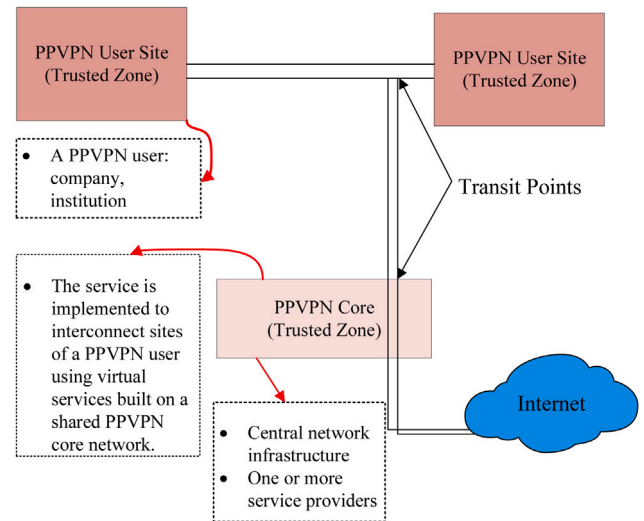 PPVPN User Site
(Trusted Zone)
PPVPN User Site
(Trusted Zone)
• A PPVPN user:
company,
institution
Transit Points
• The service is
implemented to
interconnect sites
of a PPVPN user
using virtual
services built on a
shared PPVPN
core network.
PPVPN Core
(Trusted Zone)
Internet
• Central network
infrastructure
• One or more
service providers